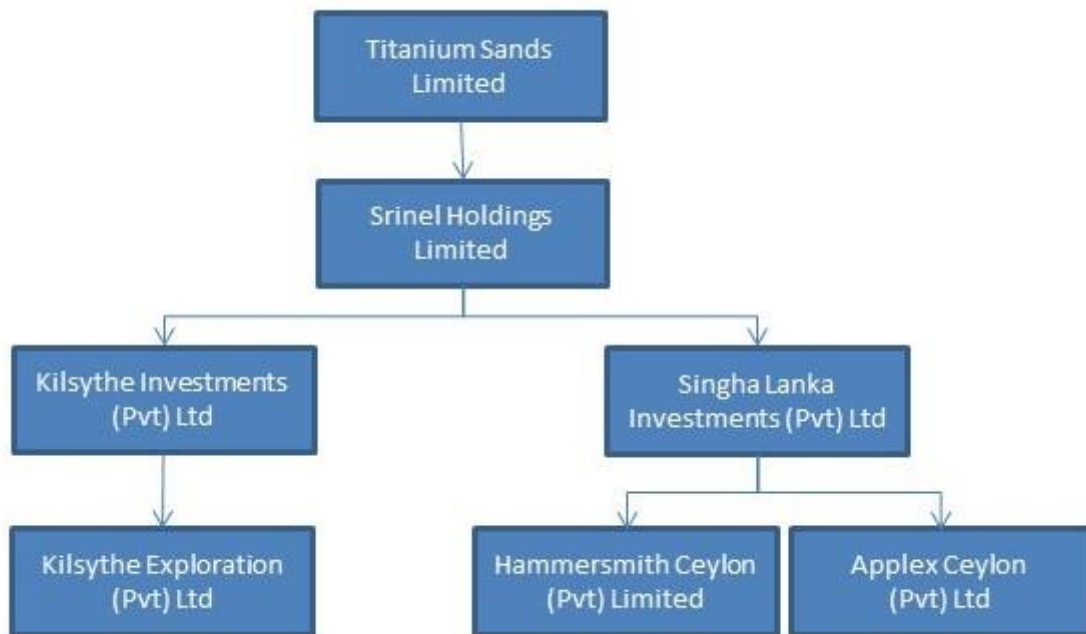 Titanium Sands
Limited
Srinel Holdings
Limited
Kilsythe Investments
(Pvt) Ltd
Singha Lanka
Investments (Pvt) Ltd
Kilsythe Exploration
(Pvt) Ltd
Hammersmith Ceylon
(Pvt) Limited
Applex Ceylon
(Pvt) Ltd